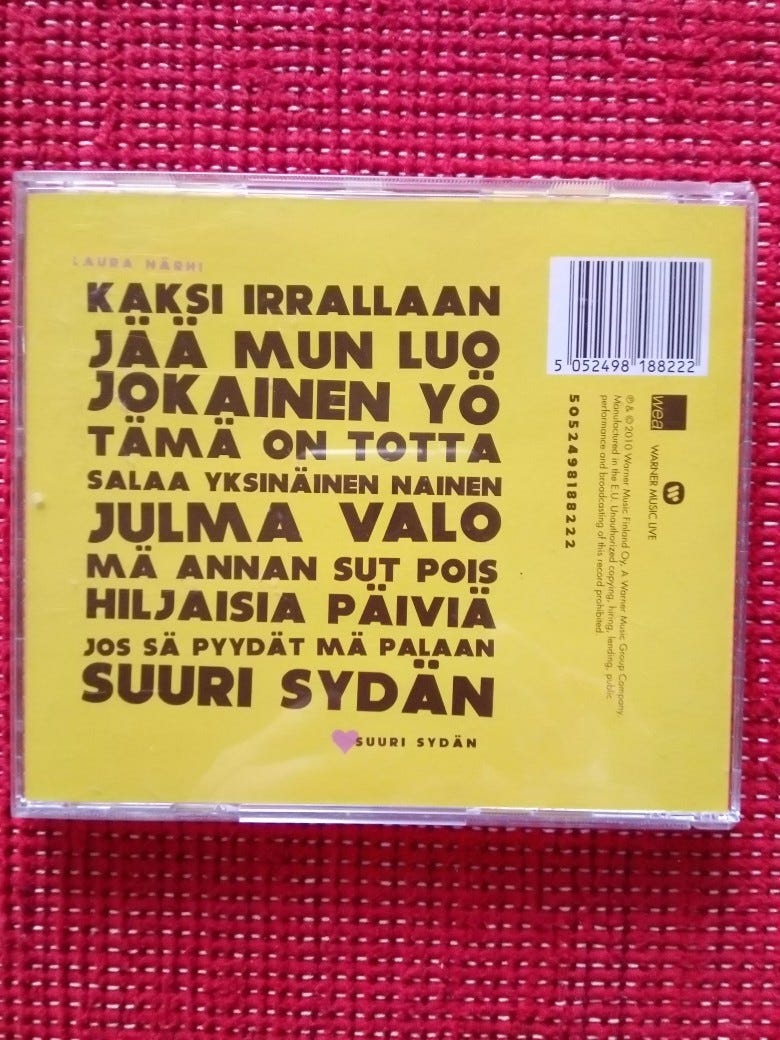 LAURA NÄRHI
KAKSI IRRALLAAN
JÄÄ MUN LUO
JOKAINEN YÖ
TÄMÄ ON TOTTA
SALAA YKSINÄINEN NAINEN
JULMA VALO
MÄ ANNAN SUT POIS
HILJAISIA PÄIVIÄ
JOS SÄ PYYDÄT MÄ PALAAN
SUURI SYDÄN
SUURI SYDÄN
5 052498 188222
wea
WARNER MUSIC LIVE
℗ & © 2010 Warner Music Finland Oy, A Warner Music Group Company.
Manufactured in the E.U. Unauthorized copying, hiring, lending, public
performance and broadcasting of this record prohibited.
5052498188222